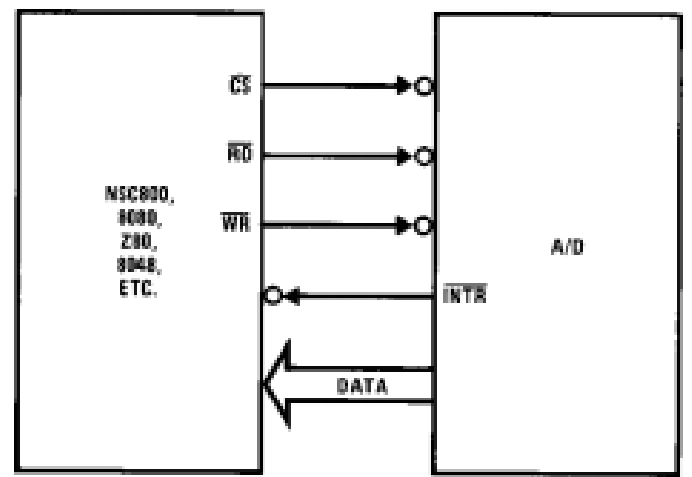 CS
RD
NSC800,
8080,
WR
Z80,
A/D
8048,
ETC.
INTR
DATA